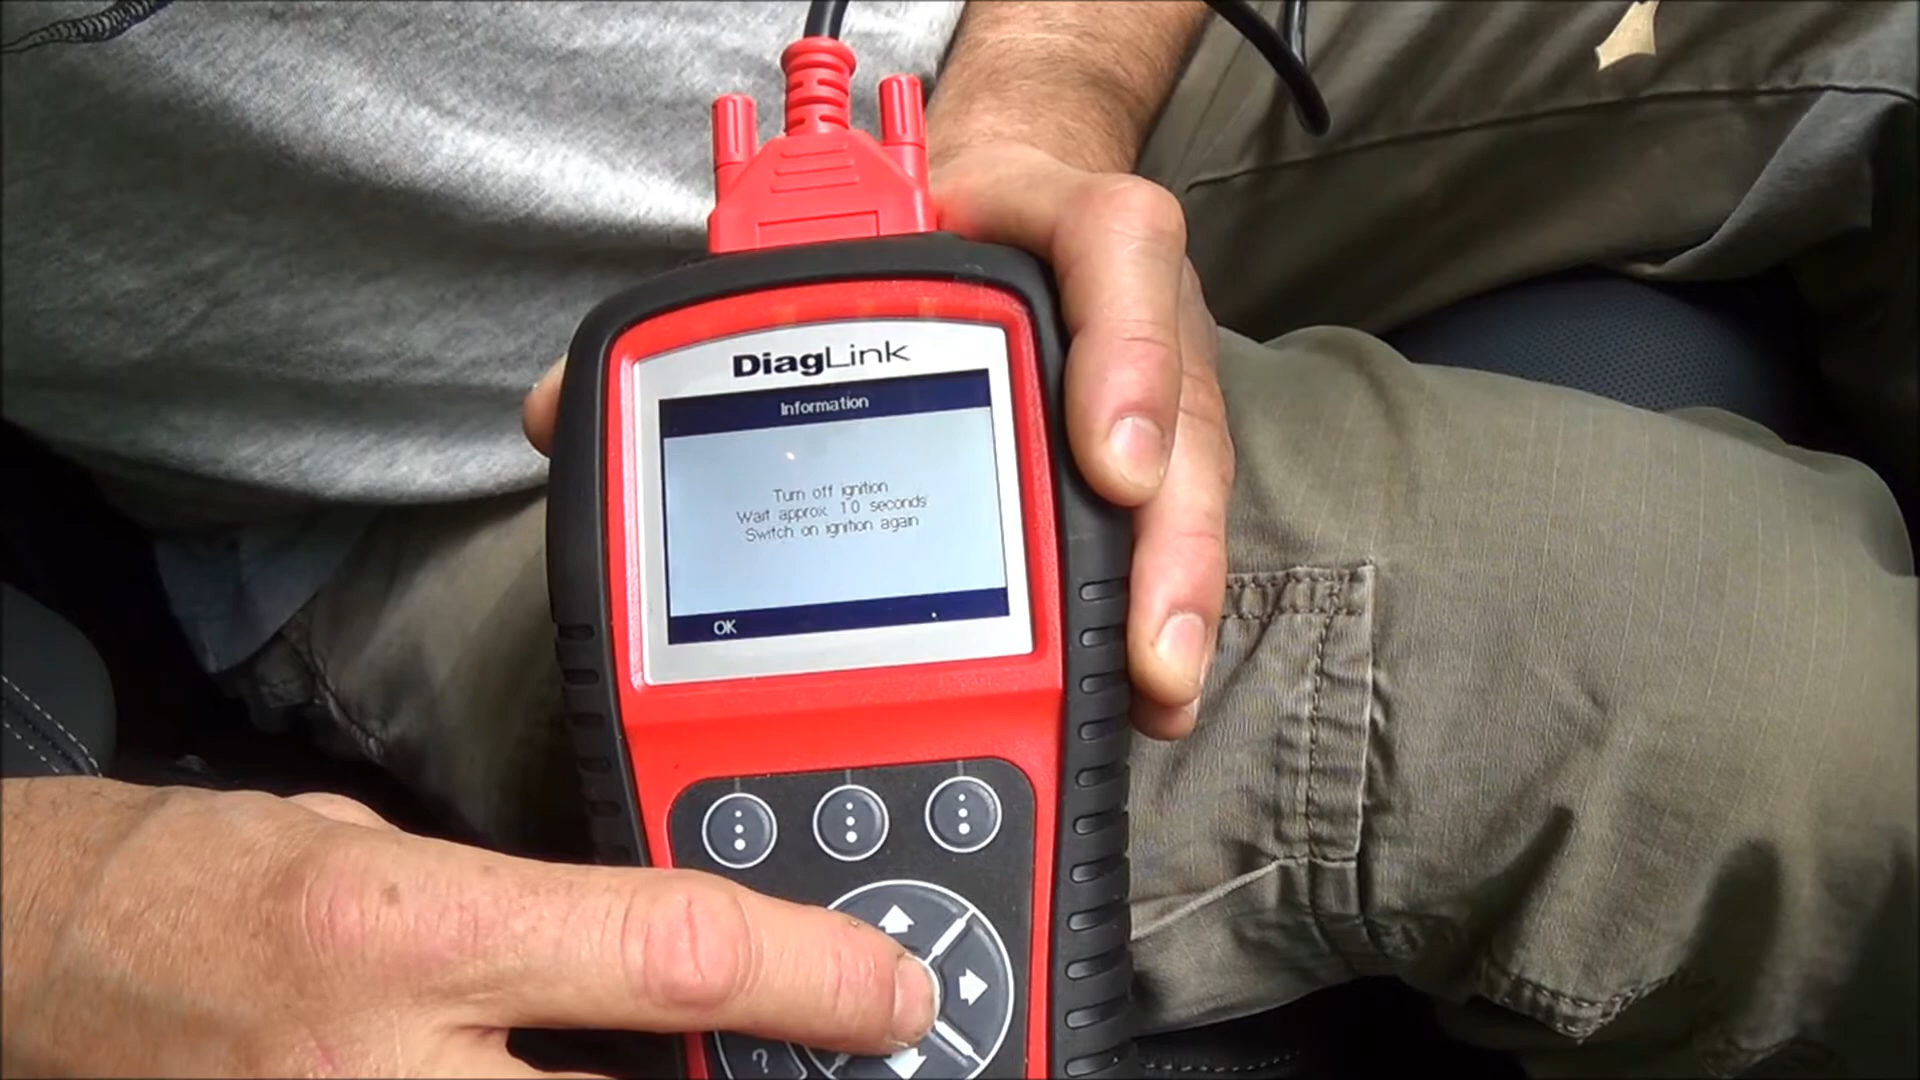 DiagLink
Information
Turn off ignition
Wait approx. 10 seconds
Switch on ignition again
OK
?